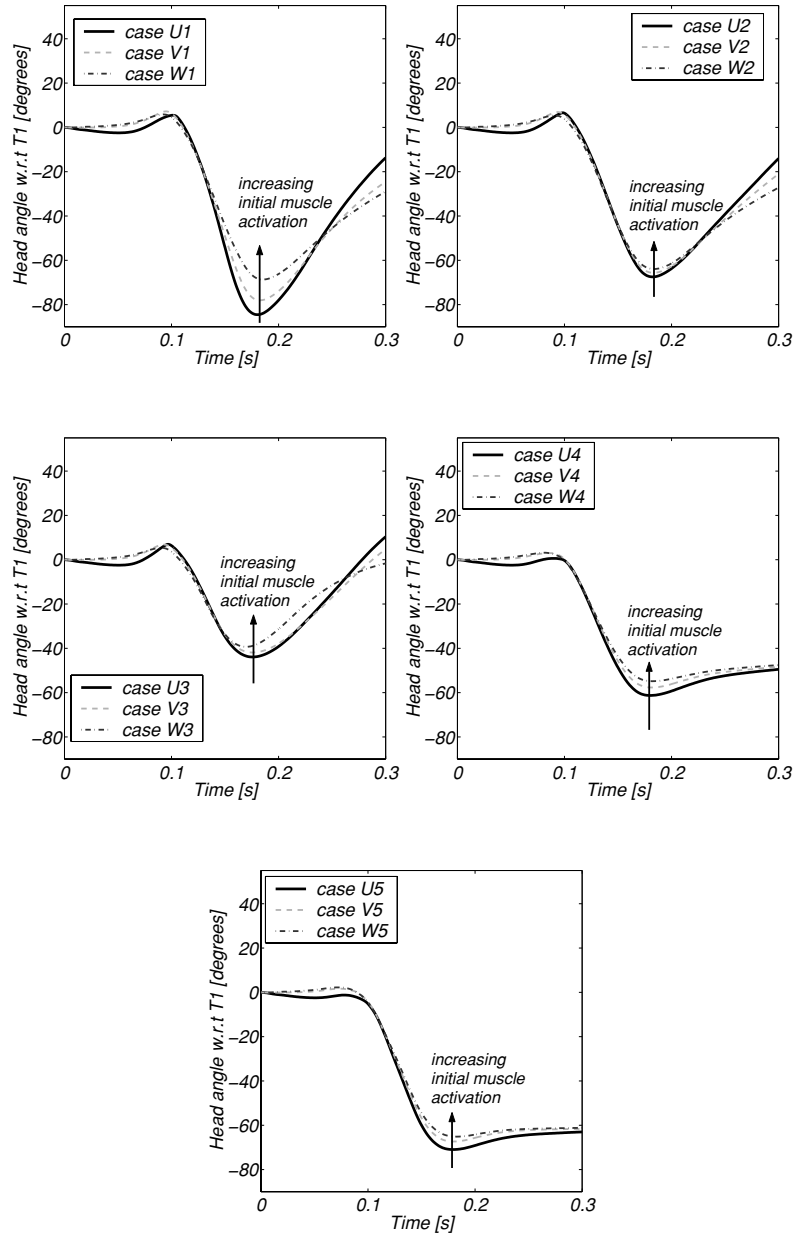 case U1
case V1
case W1
increasing
initial muscle
activation
Head angle w.r.t T1 [degrees]
40
20
0
−20
−40
−60
−80
0
0.1
0.2
0.3
Time [s]
case U2
case V2
case W2
increasing
initial muscle
activation
Head angle w.r.t T1 [degrees]
40
20
0
−20
−40
−60
−80
0
0.1
0.2
0.3
Time [s]
case U3
case V3
case W3
increasing
initial muscle
activation
Head angle w.r.t T1 [degrees]
40
20
0
−20
−40
−60
−80
0
0.1
0.2
0.3
Time [s]
case U4
case V4
case W4
increasing
initial muscle
activation
Head angle w.r.t T1 [degrees]
40
20
0
−20
−40
−60
−80
0
0.1
0.2
0.3
Time [s]
case U5
case V5
case W5
increasing
initial muscle
activation
Head angle w.r.t T1 [degrees]
40
20
0
−20
−40
−60
−80
0
0.1
0.2
0.3
Time [s]